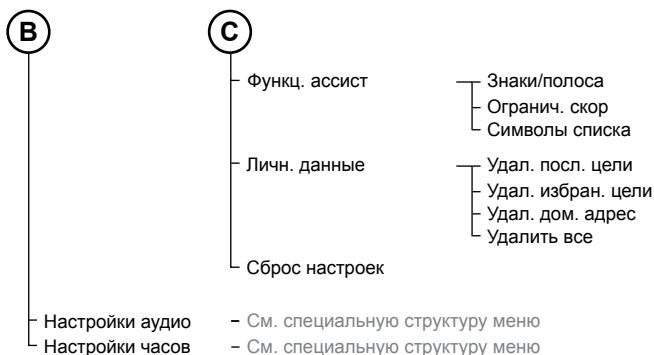 B C
Функц. ассист Знаки/полоса
Огранич. скор
Символы списка
Личн. данные Удал. посл. цели
Удал. избран. цели
Удал. дом. адрес
Удалить все
Сброс настроек
Настройки аудио – См. специальную структуру меню
Настройки часов – См. специальную структуру меню